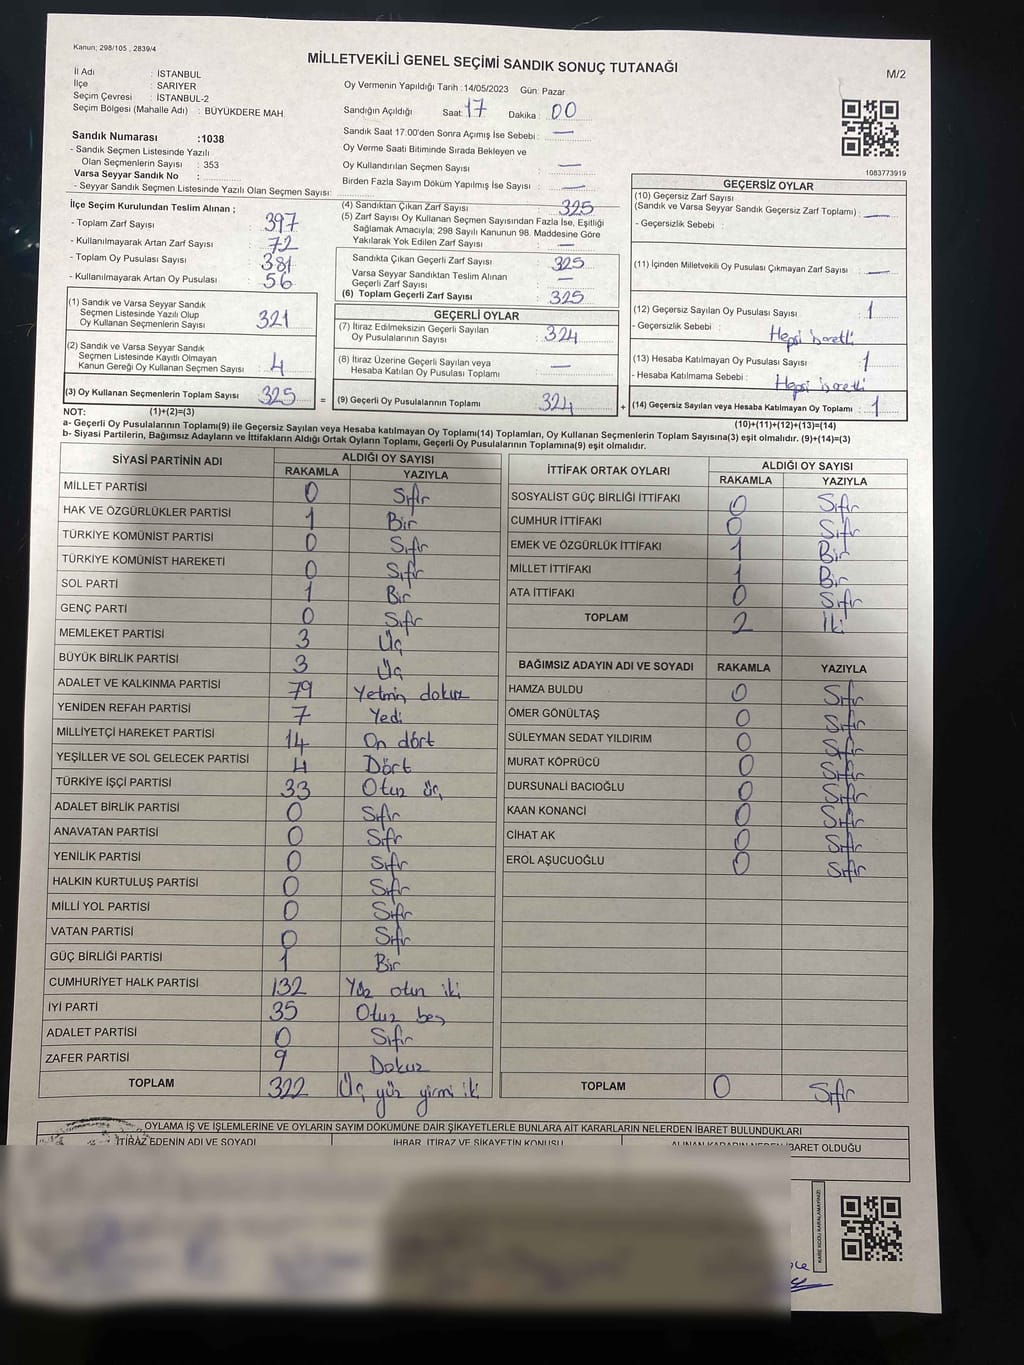 Kanun; 298/105 , 2839/4
MİLLETVEKİLİ GENEL SEÇİMİ SANDIK SONUÇ TUTANAĞI
M/2
İl Adı : İSTANBUL
İlçe : SARIYER
Seçim Çevresi : İSTANBUL-2
Seçim Bölgesi (Mahalle Adı) : BÜYÜKDERE MAH.
Sandık Numarası :1038
- Sandık Seçmen Listesinde Yazılı
Olan Seçmenlerin Sayısı : 353
Varsa Seyyar Sandık No :
- Seyyar Sandık Seçmen Listesinde Yazılı Olan Seçmen Sayısı:
Oy Vermenin Yapıldığı Tarih :14/05/2023 Gün: Pazar
Sandığın Açıldığı Saat: 17 Dakika : 00
Sandık Saat 17:00'den Sonra Açımış İse Sebebi : —
Oy Verme Saati Bitiminde Sırada Bekleyen ve
Oy Kullandırılan Seçmen Sayısı : —
Birden Fazla Sayım Döküm Yapılmış İse Sayısı : —
1083773919
İlçe Seçim Kurulundan Teslim Alınan ;
- Toplam Zarf Sayısı : 397
- Kullanılmayarak Artan Zarf Sayısı : 72
- Toplam Oy Pusulası Sayısı : 381
- Kullanılmayarak Artan Oy Pusulası : 56
(1) Sandık ve Varsa Seyyar Sandık
Seçmen Listesinde Yazılı Olup
Oy Kullanan Seçmenlerin Sayısı : 321
(2) Sandık ve Varsa Seyyar Sandık
Seçmen Listesinde Kayıtlı Olmayan
Kanun Gereği Oy Kullanan Seçmen Sayısı : 4
(3) Oy Kullanan Seçmenlerin Toplam Sayısı : 325
(4) Sandıktan Çıkan Zarf Sayısı : 325
(5) Zarf Sayısı Oy Kullanan Seçmen Sayısından Fazla İse, Eşitliği
Sağlamak Amacıyla; 298 Sayılı Kanunun 98. Maddesine Göre
Yakılarak Yok Edilen Zarf Sayısı : —
Sandıkta Çıkan Geçerli Zarf Sayısı : 325
Varsa Seyyar Sandıktan Teslim Alınan
Geçerli Zarf Sayısı : —
(6) Toplam Geçerli Zarf Sayısı : 325
GEÇERLİ OYLAR
(7) İtiraz Edilmeksizin Geçerli Sayılan
Oy Pusulalarının Sayısı : 324
(8) İtiraz Üzerine Geçerli Sayılan veya
Hesaba Katılan Oy Pusulası Toplamı : —
= (9) Geçerli Oy Pusulalarının Toplamı : 324
GEÇERSİZ OYLAR
(10) Geçersiz Zarf Sayısı
(Sandık ve Varsa Seyyar Sandık Geçersiz Zarf Toplamı) : —
- Geçersizlik Sebebi :
(11) İçinden Milletvekili Oy Pusulası Çıkmayan Zarf Sayısı : —
(12) Geçersiz Sayılan Oy Pusulası Sayısı : 1
- Geçersizlik Sebebi : Hepsi işaretli
(13) Hesaba Katılmayan Oy Pusulası Sayısı : 1
- Hesaba Katılmama Sebebi : Hepsi işaretli
+ (14) Geçersiz Sayılan veya Hesaba Katılmayan Oy Toplamı : 1
NOT: (1)+(2)=(3)
(10)+(11)+(12)+(13)=(14)
a- Geçerli Oy Pusulaları Toplamı(9) ile Geçersiz Sayılan veya Hesaba Katılmayan Oy Toplamı(14) Toplamları, Oy Kullanan Seçmenlerin Toplam Sayısına(3) eşit olmalıdır. (9)+(14)=(3)
b- Siyasi Partilerin, Bağımsız Adayların ve İttifakların Aldığı Ortak Oyların Toplamı, Geçerli Oy Pusulalarının Toplamına(9) eşit olmalıdır.
SİYASİ PARTİNİN ADI ALDIĞI OY SAYISI
RAKAMLA YAZIYLA
MİLLET PARTİSİ 0 Sıfır
HAK VE ÖZGÜRLÜKLER PARTİSİ 1 Bir
TÜRKİYE KOMÜNİST PARTİSİ 0 Sıfır
TÜRKİYE KOMÜNİST HAREKETİ 0 Sıfır
SOL PARTİ 1 Bir
GENÇ PARTİ 0 Sıfır
MEMLEKET PARTİSİ 3 Üç
BÜYÜK BİRLİK PARTİSİ 3 Üç
ADALET VE KALKINMA PARTİSİ 79 Yetmiş dokuz
YENİDEN REFAH PARTİSİ 7 Yedi
MİLLİYETÇİ HAREKET PARTİSİ 14 On dört
YEŞİLLER VE SOL GELECEK PARTİSİ 4 Dört
TÜRKİYE İŞÇİ PARTİSİ 33 Otuz üç
ADALET BİRLİK PARTİSİ 0 Sıfır
ANAVATAN PARTİSİ 0 Sıfır
YENİLİK PARTİSİ 0 Sıfır
HALKIN KURTULUŞ PARTİSİ 0 Sıfır
MİLLİ YOL PARTİSİ 0 Sıfır
VATAN PARTİSİ 0 Sıfır
GÜÇ BİRLİĞİ PARTİSİ 1 Bir
CUMHURİYET HALK PARTİSİ 132 Yüz otuz iki
İYİ PARTİ 35 Otuz beş
ADALET PARTİSİ 0 Sıfır
ZAFER PARTİSİ 9 Dokuz
TOPLAM 322 Üç yüz yirmi iki
İTTİFAK ORTAK OYLARI ALDIĞI OY SAYISI
RAKAMLA YAZIYLA
SOSYALİST GÜÇ BİRLİĞİ İTTİFAKI 0 Sıfır
CUMHUR İTTİFAKI 0 Sıfır
EMEK VE ÖZGÜRLÜK İTTİFAKI 1 Bir
MİLLET İTTİFAKI 1 Bir
ATA İTTİFAKI 0 Sıfır
TOPLAM 2 İki
BAĞIMSIZ ADAYIN ADI VE SOYADI RAKAMLA YAZIYLA
HAMZA BULDU 0 Sıfır
ÖMER GÖNÜLTAŞ 0 Sıfır
SÜLEYMAN SEDAT YILDIRIM 0 Sıfır
MURAT KÖPRÜCÜ 0 Sıfır
DURSUNALİ BACIOĞLU 0 Sıfır
KAAN KONANCİ 0 Sıfır
CİHAT AK 0 Sıfır
EROL AŞUCUOĞLU 0 Sıfır
TOPLAM 0 Sıfır
OYLAMA İŞ VE İŞLEMLERİNE VE OYLARIN SAYIM DÖKÜMÜNE DAİR ŞİKAYETLERLE BUNLARA AİT KARARLARIN NELERDEN İBARET BULUNDUKLARI
İTİRAZ EDENİN ADI VE SOYADI İHBAR, İTİRAZ VE ŞİKAYETİN KONUSU ALINAN KARARIN NEDEN İBARET OLDUĞU
KARE KODU KARALAMAYINIZ!